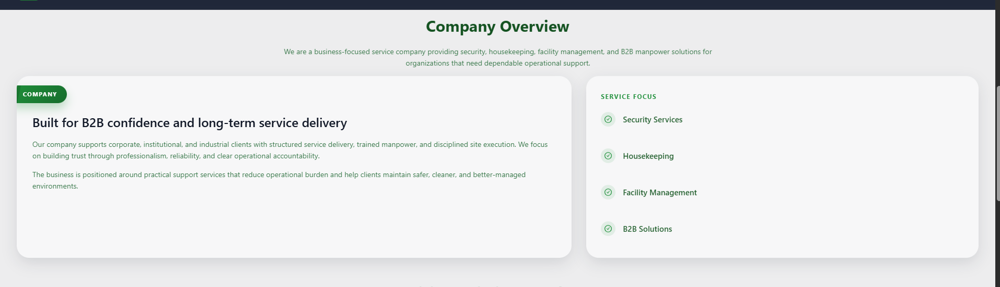 Company Overview
We are a business-focused service company providing security, housekeeping, facility management, and B2B manpower solutions for
organizations that need dependable operational support.
COMPANY
Built for B2B confidence and long-term service delivery
Our company supports corporate, institutional, and industrial clients with structured service delivery, trained manpower, and disciplined site execution. We focus
on building trust through professionalism, reliability, and clear operational accountability.
The business is positioned around practical support services that reduce operational burden and help clients maintain safer, cleaner, and better-managed
environments.
SERVICE FOCUS
Security Services
Housekeeping
Facility Management
B2B Solutions